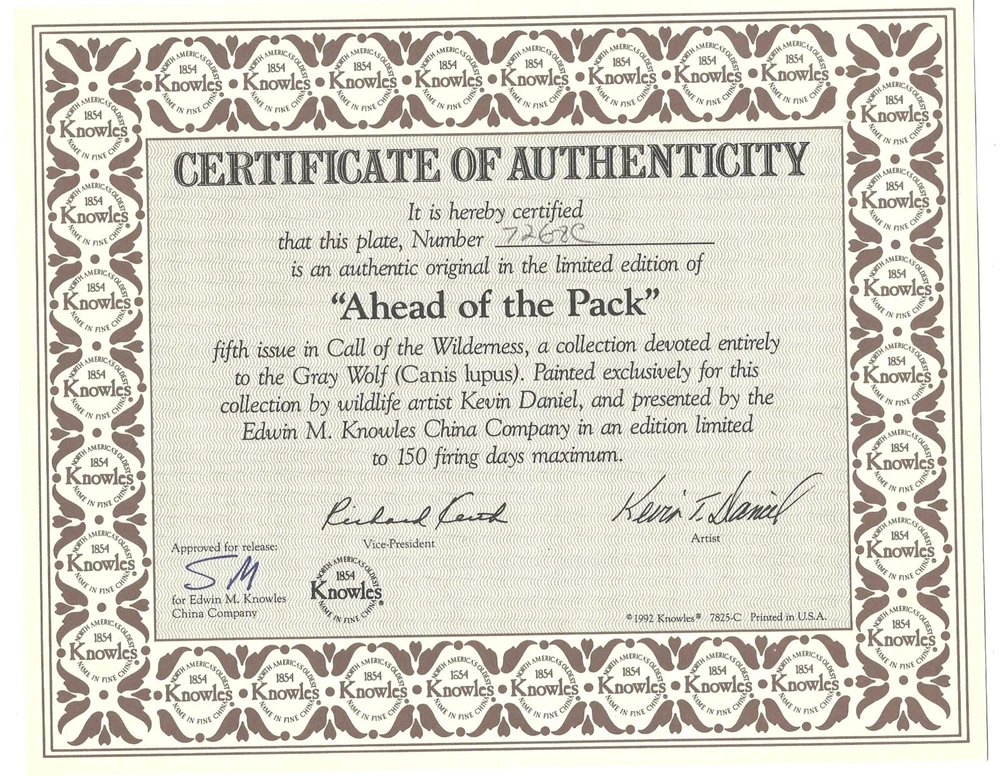 CERTIFICATE OF AUTHENTICITY
It is hereby certified
that this plate, Number 7268C
is an authentic original in the limited edition of
"Ahead of the Pack"
fifth issue in Call of the Wilderness, a collection devoted entirely
to the Gray Wolf (Canis lupus). Painted exclusively for this
collection by wildlife artist Kevin Daniel, and presented by the
Edwin M. Knowles China Company in an edition limited
to 150 firing days maximum.
Kevin T. Daniel
Vice-President
Artist
Approved for release:
SM
for Edwin M. Knowles
China Company
NORTH AMERICA'S OLDEST
1854
Knowles
NAME IN FINE CHINA
©1992 Knowles® 7825-C Printed in U.S.A.